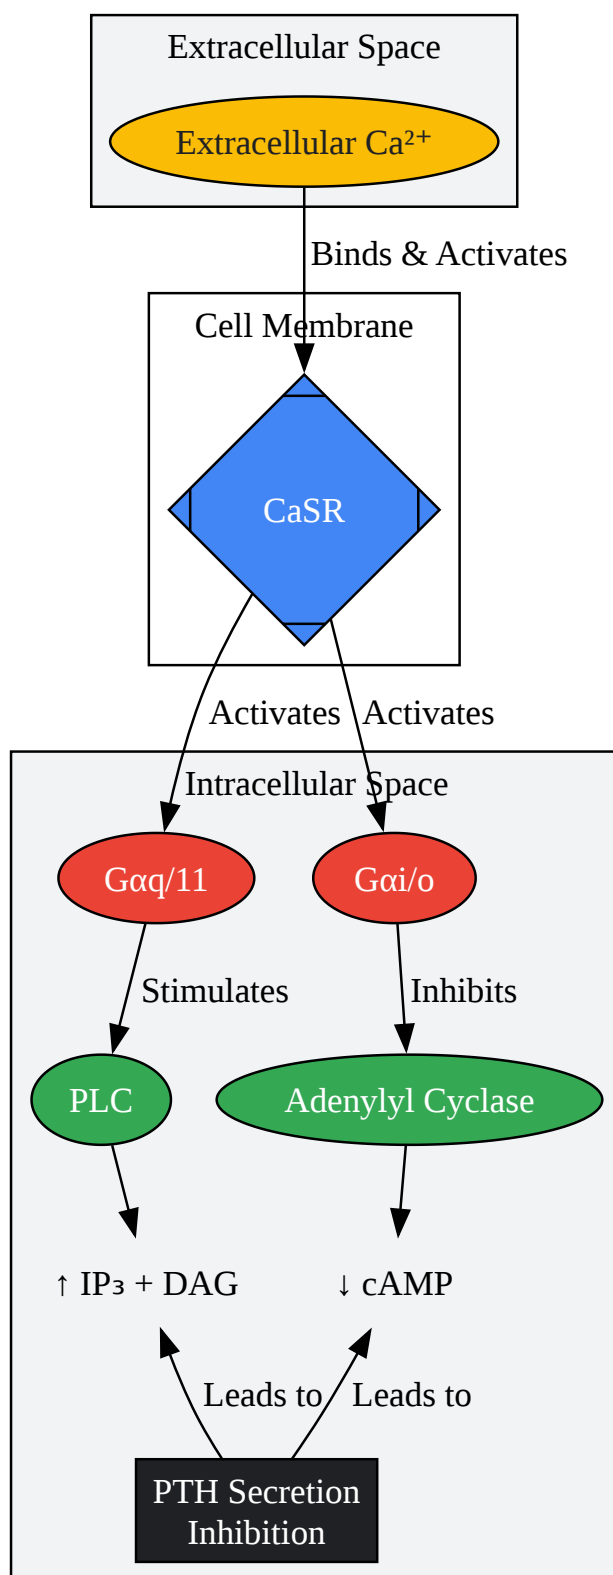 Extracellular Space
Extracellular Ca²⁺
Binds & Activates
Cell Membrane
CaSR
Activates
Activates
Intracellular Space
Gαq/11
Gαi/o
Stimulates
Inhibits
PLC
Adenylyl Cyclase
↑ IP₃ + DAG
↓ cAMP
Leads to
Leads to
PTH Secretion
Inhibition